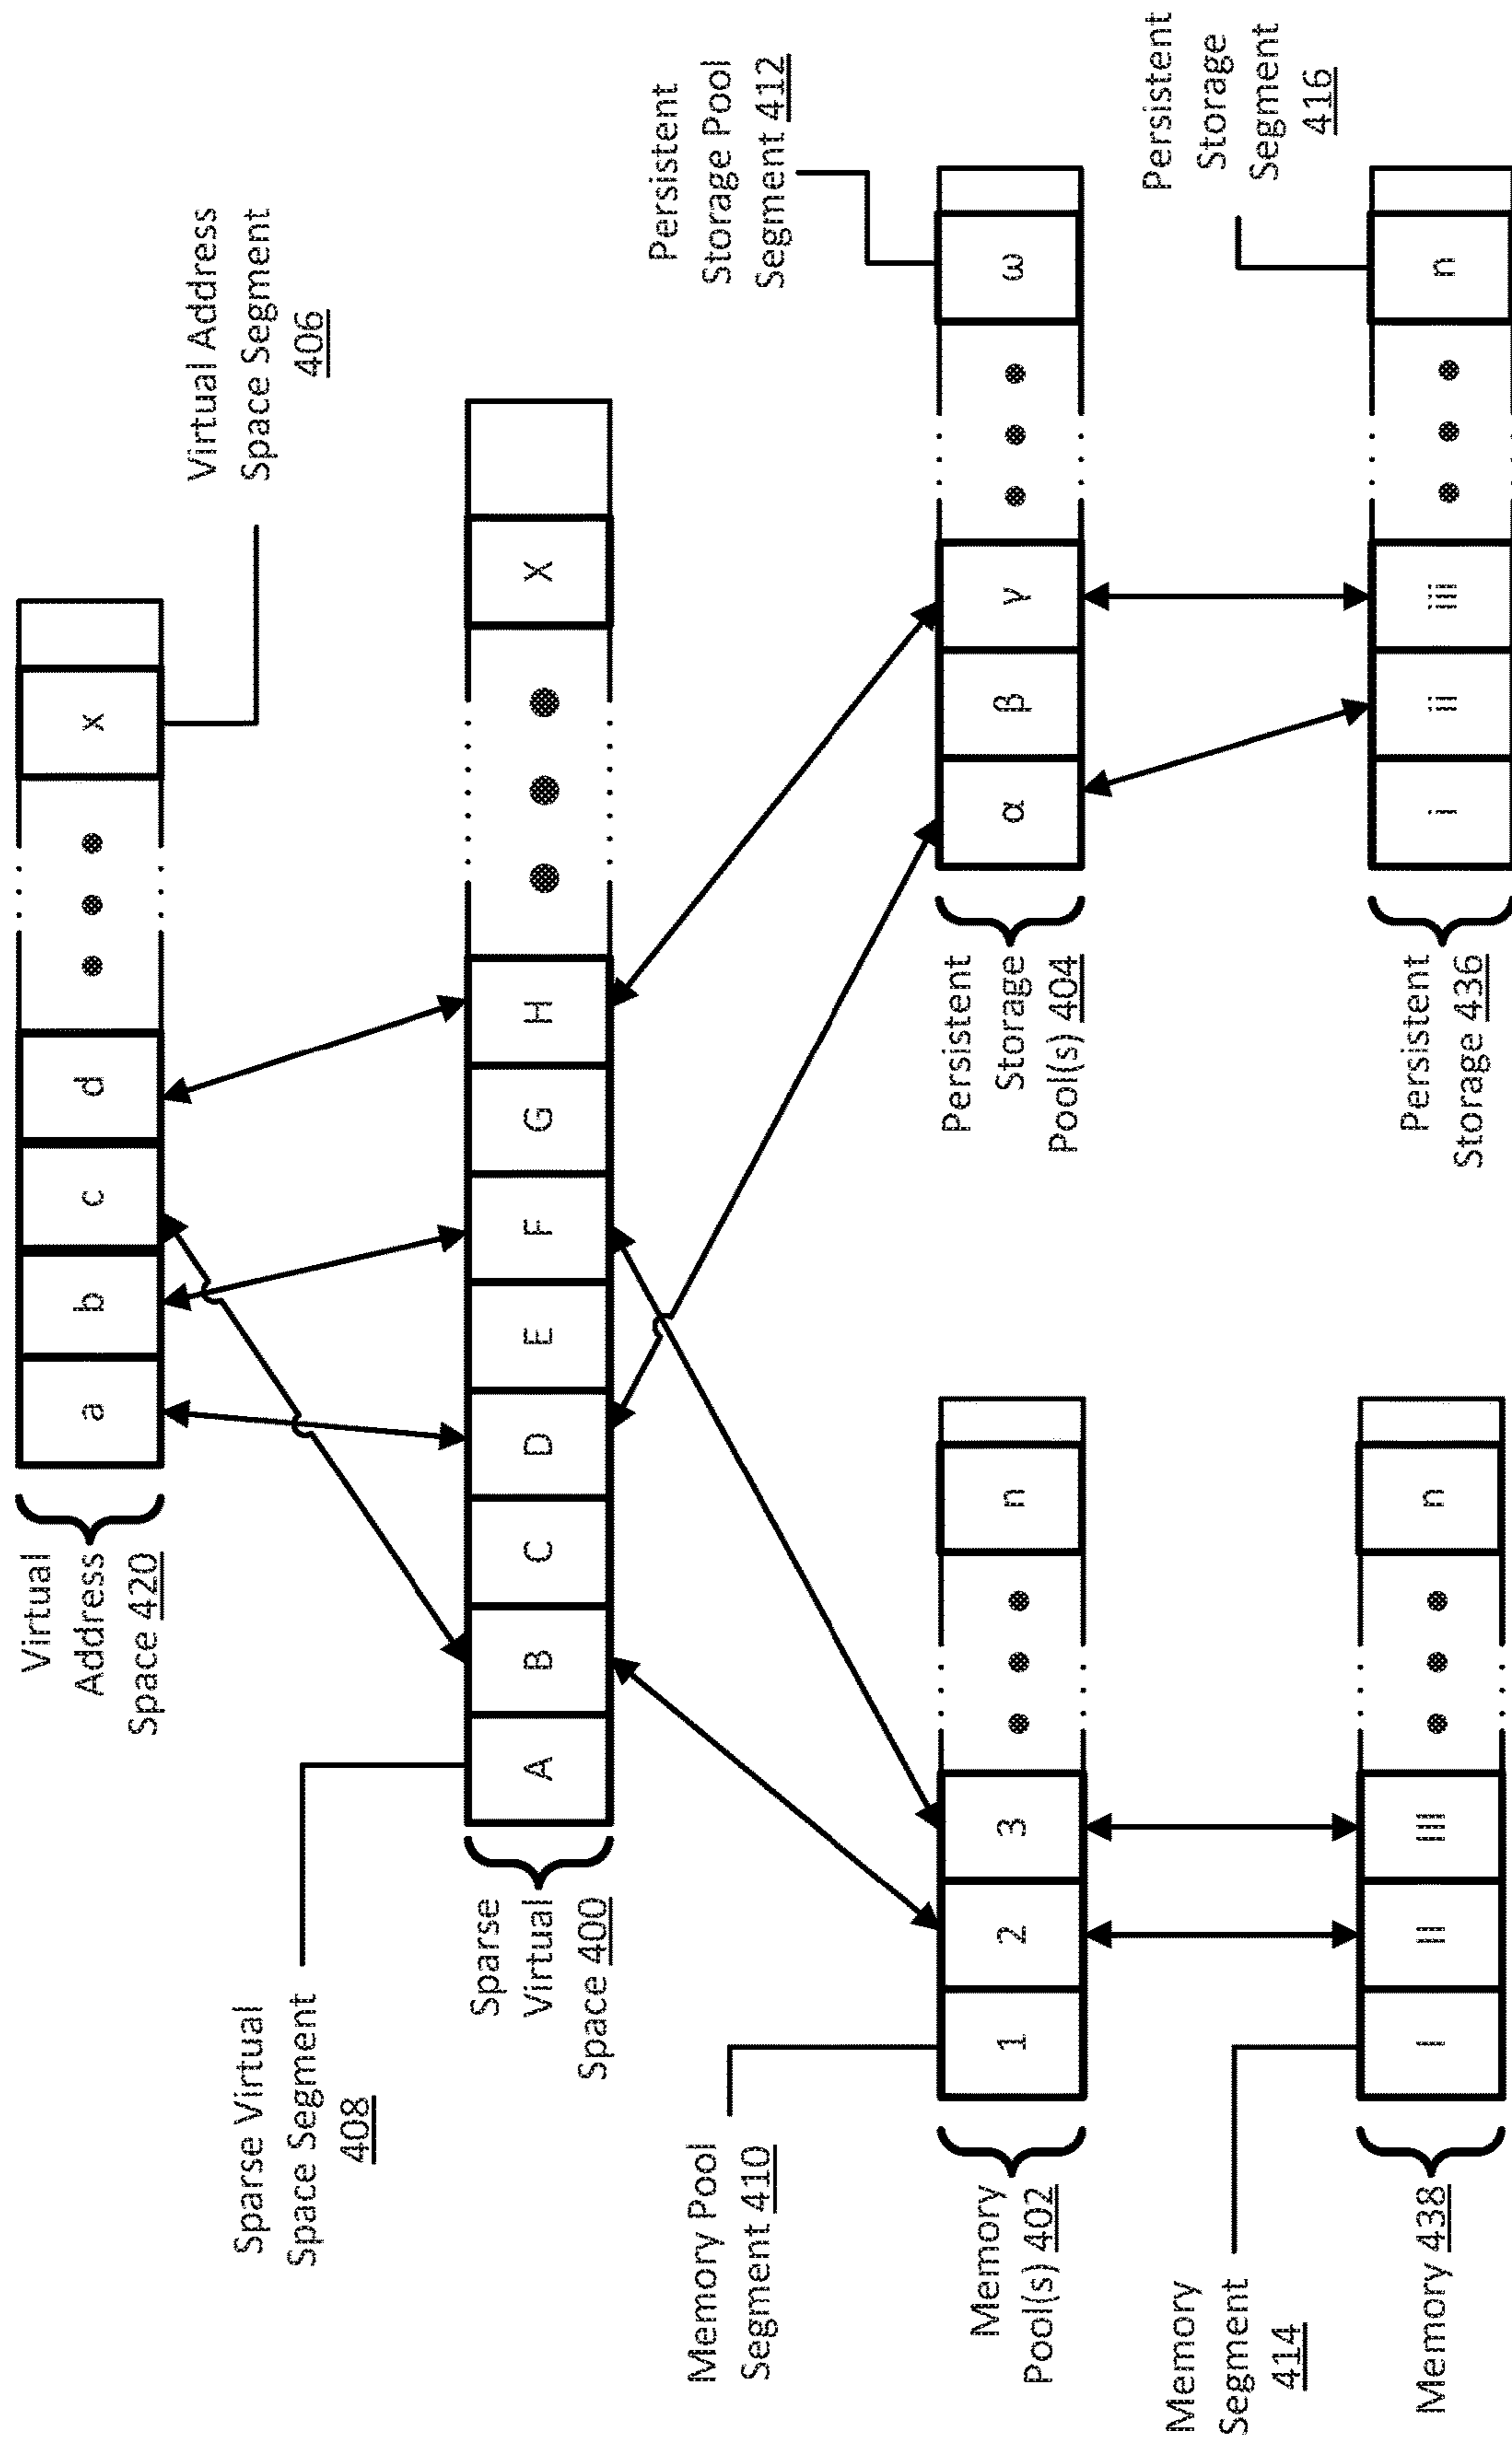 Virtual
Address
Space 420
a
b
c
d
x
Virtual Address
Space Segment
406
Sparse Virtual
Space Segment
408
Sparse
Virtual
Space 400
A
B
C
D
E
F
G
H
X
Memory Pool
Segment 410
Persistent
Storage Pool
Segment 412
Memory
Pool(s) 402
1
2
3
n
Persistent
Storage
Pool(s) 404
α
β
γ
ω
Memory
Segment
414
Persistent
Storage
Segment
416
Memory 438
I
II
III
n
Persistent
Storage 436
i
ii
iii
n